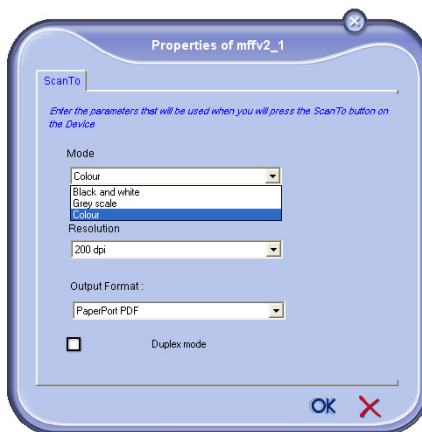 Properties of mffv2_1
ScanTo
Enter the parameters that will be used when you will press the ScanTo button on
the Device
Mode
Colour
Black and white
Grey scale
Colour
Resolution
200 dpi
Output Format :
PaperPort PDF
Duplex mode
OK